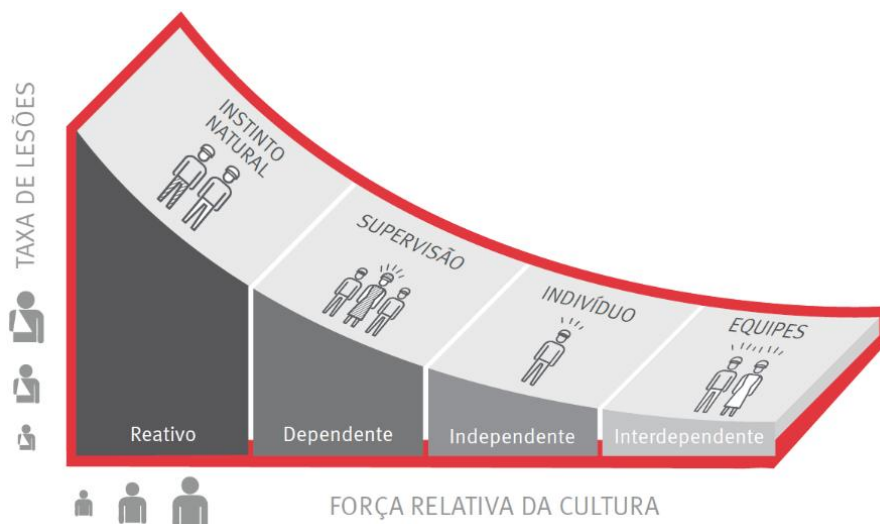 TAXA DE LESÕES
INSTINTO
NATURAL
SUPERVISÃO
INDIVÍDUO
EQUIPES
Reativo
Dependente
Independente
Interdependente
FORÇA RELATIVA DA CULTURA